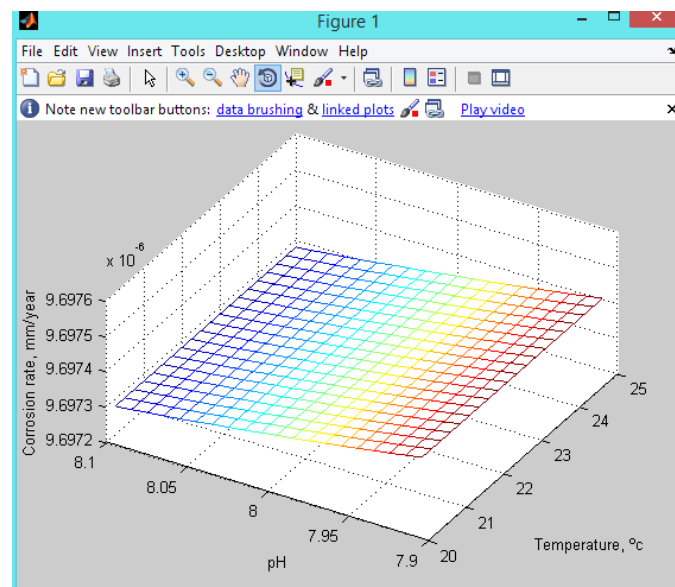 Figure 1
File Edit View Insert Tools Desktop Window Help
Note new toolbar buttons: data brushing & linked plots Play video
x 10⁻⁶
9.6976
9.6975
9.6974
9.6973
9.6972
Corrosion rate, mm/year
8.1
8.05
8
7.95
7.9
pH
20
21
22
23
24
25
Temperature, ⁰c